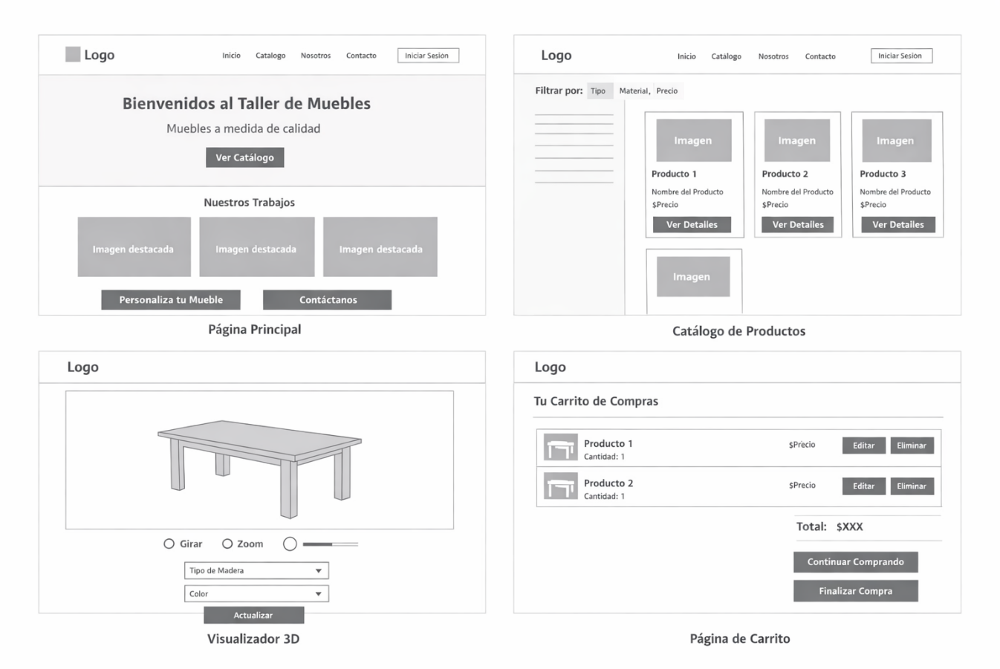 Logo
Inicio Catalogo Nosotros Contacto Iniciar Sesión
Bienvenidos al Taller de Muebles
Muebles a medida de calidad
Ver Catálogo
Nuestros Trabajos
Imagen destacada Imagen destacada Imagen destacada
Personaliza tu Mueble Contáctanos
Página Principal
Logo
Inicio Catálogo Nosotros Contacto Iniciar Sesión
Filtrar por: Tipo Material, Precio
Imagen Imagen Imagen
Producto 1 Producto 2 Producto 3
Nombre del Producto Nombre del Producto Nombre del Producto
$Precio $Precio $Precio
Ver Detalles Ver Detalles Ver Detalles
Imagen
Catálogo de Productos
Logo
Girar Zoom
Tipo de Madera
Color
Actualizar
Visualizador 3D
Logo
Tu Carrito de Compras
Producto 1 $Precio Editar Eliminar
Cantidad: 1
Producto 2 $Precio Editar Eliminar
Cantidad: 1
Total: $XXX
Continuar Comprando
Finalizar Compra
Página de Carrito